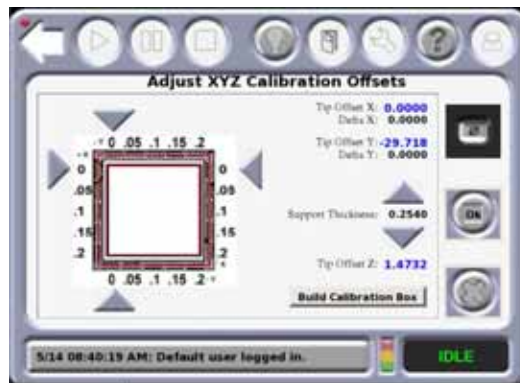 Adjust XYZ Calibration Offsets
Tip Offset X: 0.0000
Delta X: 0.0000
Tip Offset Y: -29.718
Delta Y: 0.0000
0 .05 .1 .15 .2
0
.05
.1
.15
.2
0
.05
.1
.15
.2
0 .05 .1 .15 .2
Support Thickness: 0.2540
Tip Offset Z: 1.4732
Build Calibration Box
OK
5/14 08:40:19 AM: Default user logged in.
IDLE